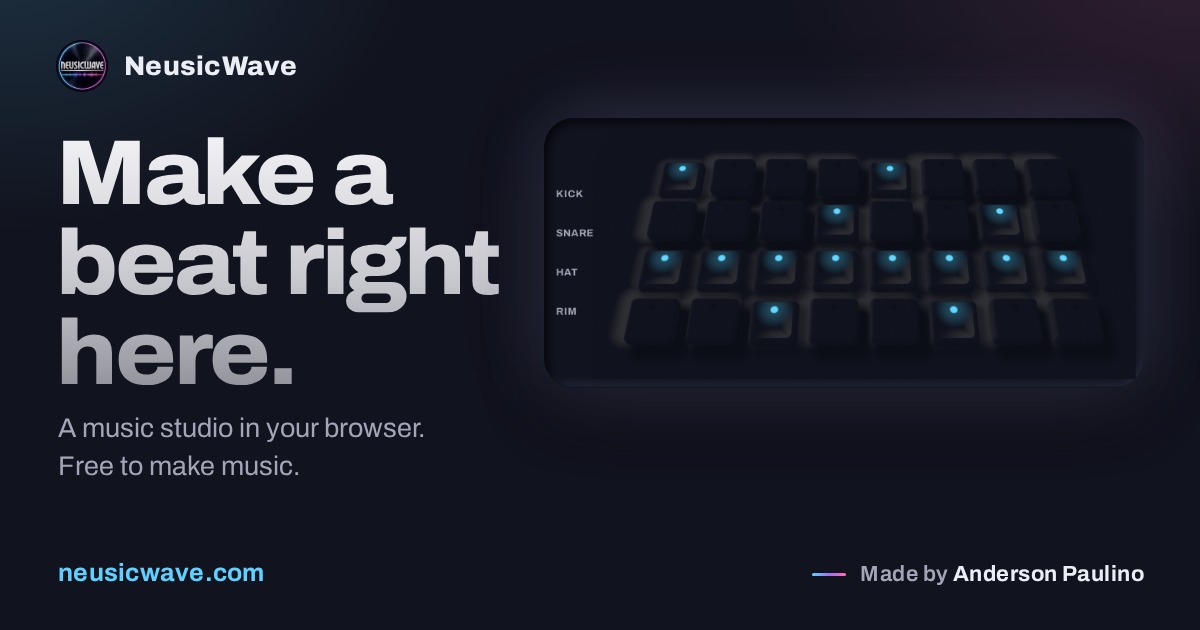 NEUSICWAVE
NeusicWave
Make a
beat right
here.
A music studio in your browser.
Free to make music.
KICK
SNARE
HAT
RIM
neusicwave.com
Made by Anderson Paulino